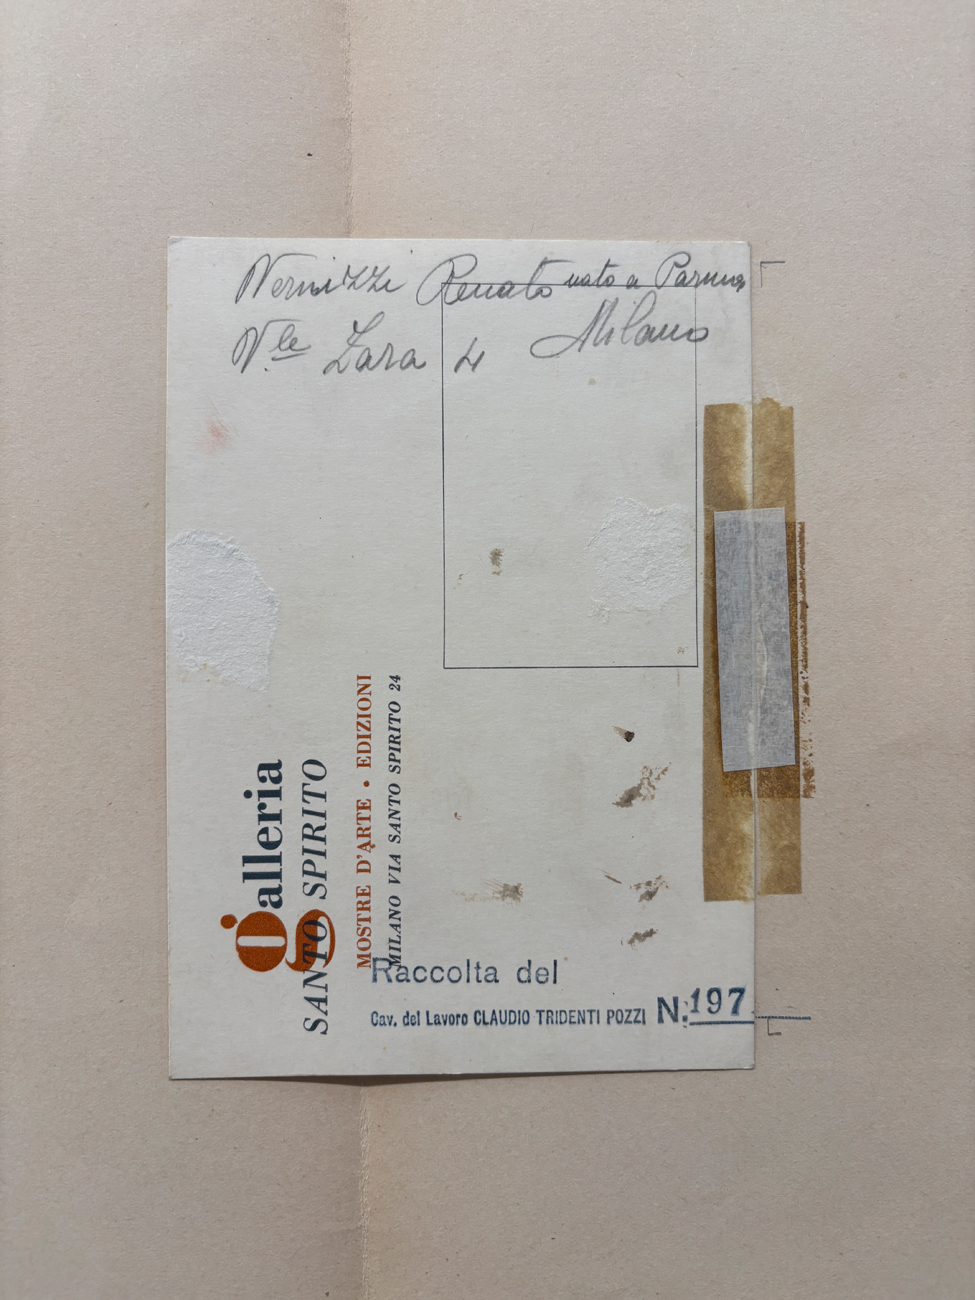 Vernizzi Renato nato a Parma
V.le Zara 4 Milano
galleria
SANTO SPIRITO
MOSTRE D'ARTE • EDIZIONI
MILANO VIA SANTO SPIRITO 24
Raccolta del
Cav. del Lavoro CLAUDIO TRIDENTI POZZI N: 197